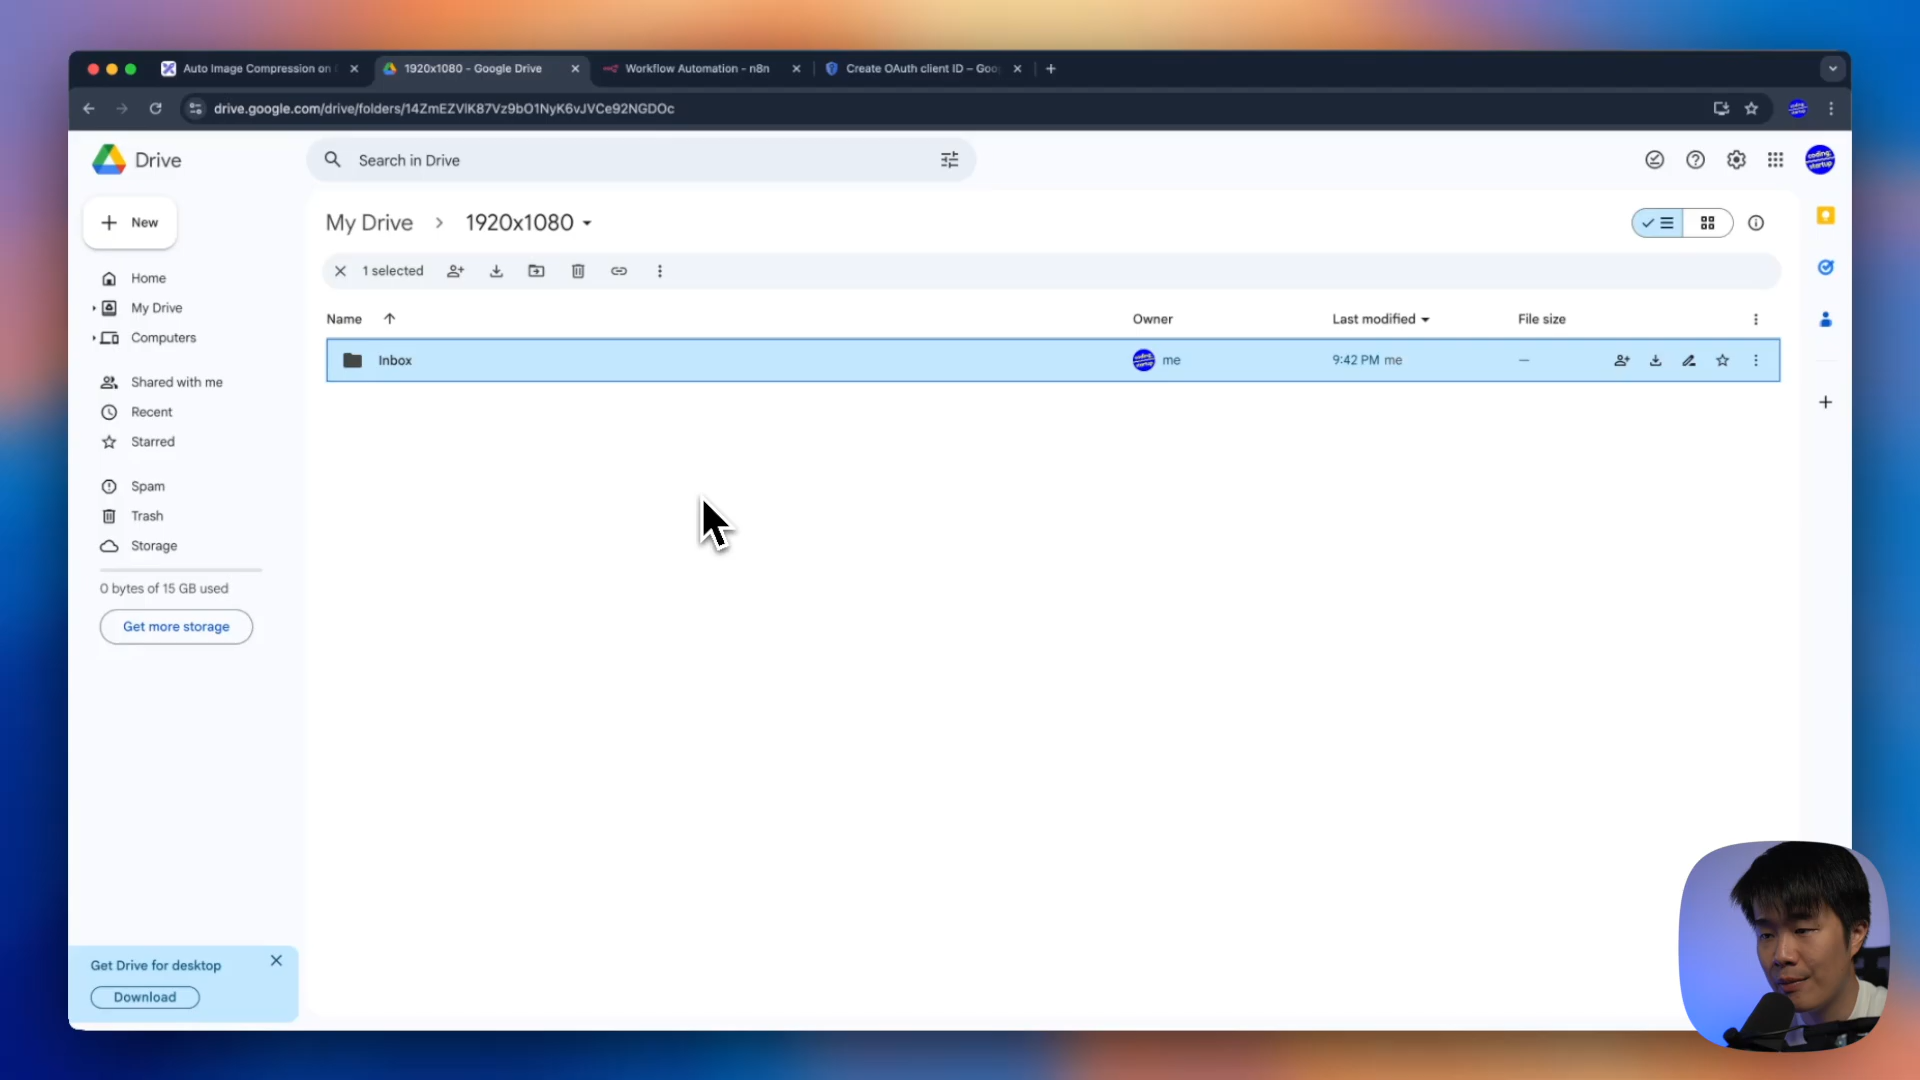 Auto Image Compression on
1920x1080 - Google Drive
Workflow Automation - n8n
Create OAuth client ID – Goo
drive.google.com/drive/folders/14ZmEZVlK87Vz9bO1NyK6vJVCe92NGDOc
Drive
Search in Drive
coding startup
New
My Drive
1920x1080
Home
My Drive
Computers
Shared with me
Recent
Starred
Spam
Trash
Storage
0 bytes of 15 GB used
Get more storage
1 selected
Name
Owner
Last modified
File size
Inbox
me
9:42 PM me
—
Get Drive for desktop
Download